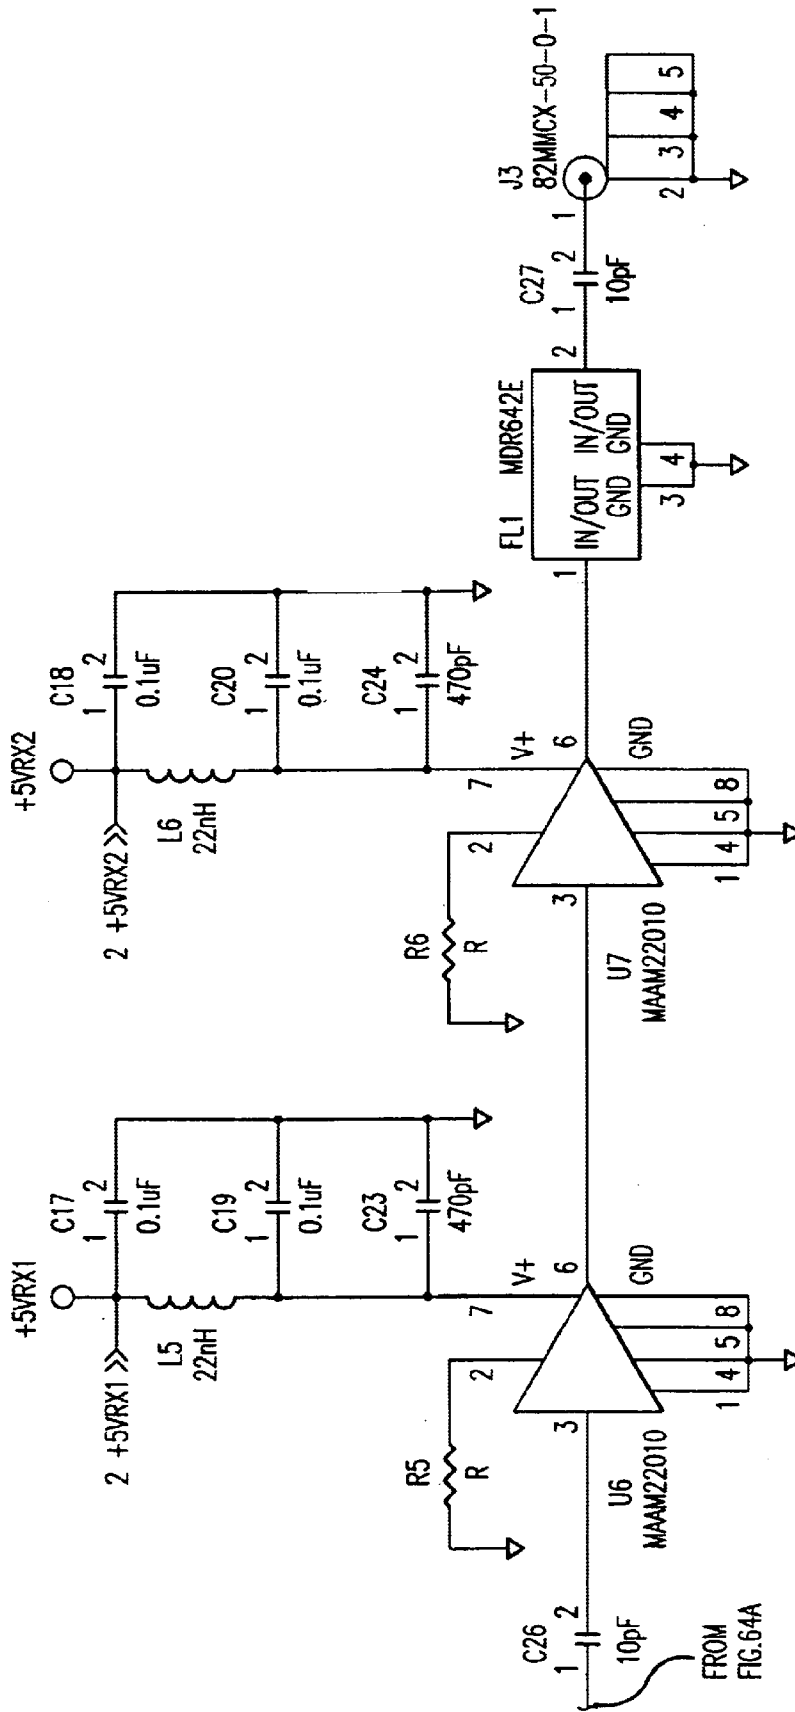 +5VRX1
2 +5VRX1
C17
1 2
0.1uF
L5
22nH
C19
1 2
0.1uF
C23
1 2
470pF
R5
R
2
7
V+
3
6
GND
1 4 5 8
U6
MAAM22010
C26
1 2
10pF
FROM
FIG.64A
+5VRX2
2 +5VRX2
C18
1 2
0.1uF
L6
22nH
C20
1 2
0.1uF
C24
1 2
470pF
R6
R
2
7
V+
3
6
GND
1 4 5 8
U7
MAAM22010
FL1 MDR642E
1
IN/OUT IN/OUT
GND GND
2
3 4
C27
1 2
10pF
J3
82MMCX-50-0-1
1
2 3 4 5